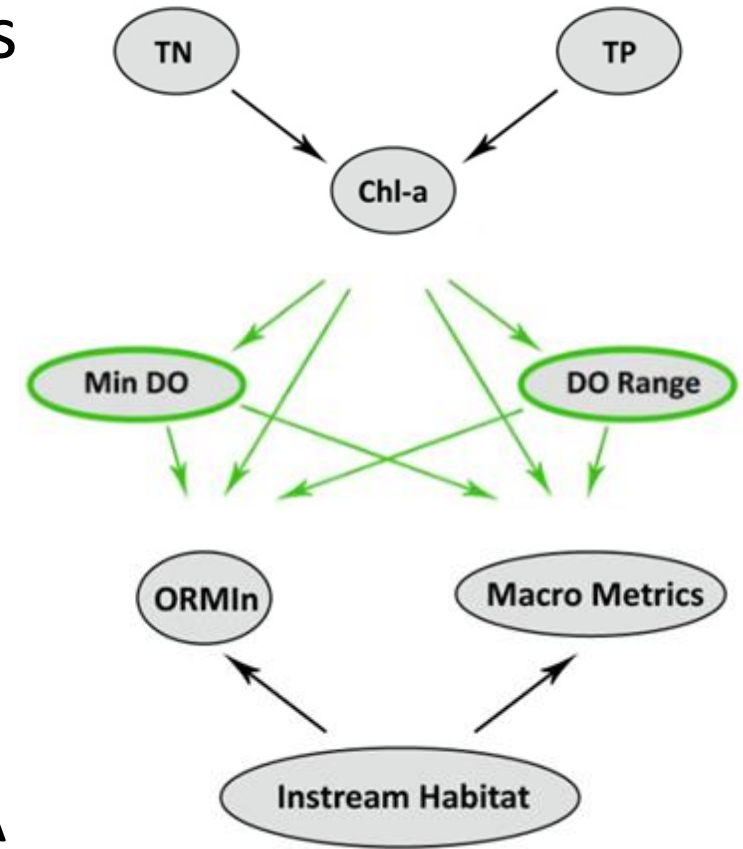 S
TN
TP
Chl-a
Min DO
DO Range
ORMIn
Macro Metrics
Instream Habitat